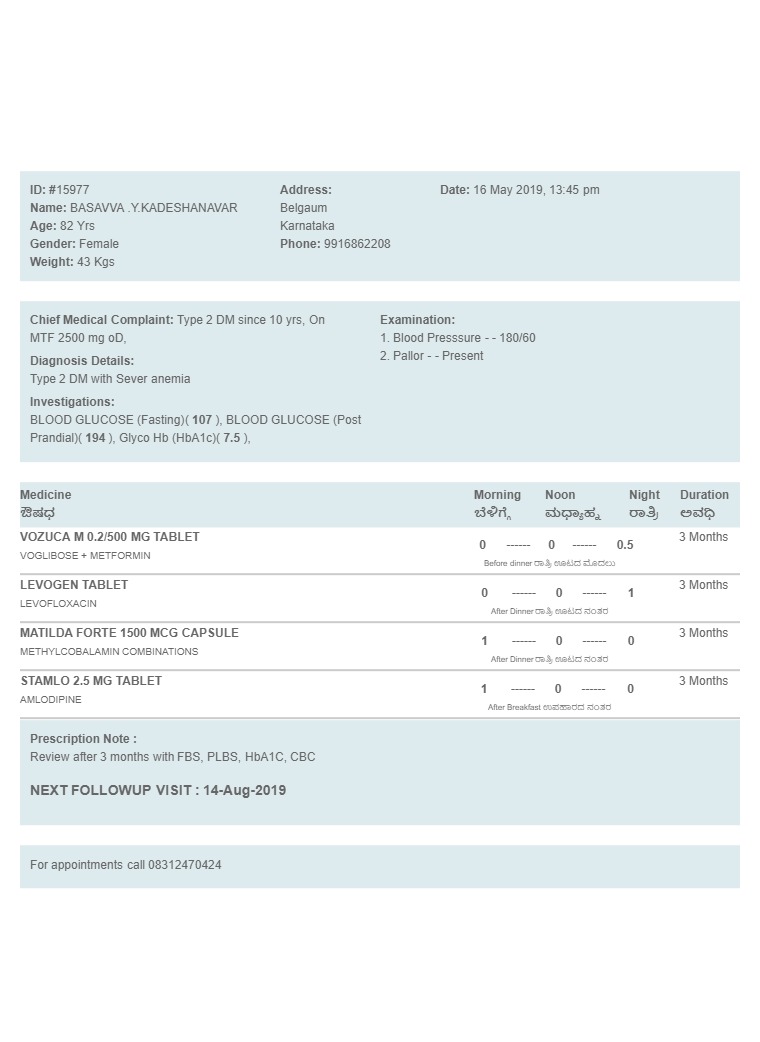 ID: #15977
Name: BASAVVA .Y.KADESHANAVAR
Age: 82 Yrs
Gender: Female
Weight: 43 Kgs
Address:
Belgaum
Karnataka
Phone: 9916862208
Date: 16 May 2019, 13:45 pm
Chief Medical Complaint: Type 2 DM since 10 yrs, On
MTF 2500 mg oD,
Diagnosis Details:
Type 2 DM with Sever anemia
Investigations:
BLOOD GLUCOSE (Fasting)( 107 ), BLOOD GLUCOSE (Post
Prandial)( 194 ), Glyco Hb (HbA1c)( 7.5 ),
Examination:
1. Blood Presssure - - 180/60
2. Pallor - - Present
Medicine Morning Noon Night Duration
ಔಷಧ ಬೆಳಿಗ್ಗೆ ಮಧ್ಯಾಹ್ನ ರಾತ್ರಿ ಅವಧಿ
VOZUCA M 0.2/500 MG TABLET 0 ------ 0 ------ 0.5 3 Months
VOGLIBOSE + METFORMIN
Before dinner ರಾತ್ರಿ ಊಟದ ಮೊದಲು
LEVOGEN TABLET 0 ------ 0 ------ 1 3 Months
LEVOFLOXACIN
After Dinner ರಾತ್ರಿ ಊಟದ ನಂತರ
MATILDA FORTE 1500 MCG CAPSULE 1 ------ 0 ------ 0 3 Months
METHYLCOBALAMIN COMBINATIONS
After Dinner ರಾತ್ರಿ ಊಟದ ನಂತರ
STAMLO 2.5 MG TABLET 1 ------ 0 ------ 0 3 Months
AMLODIPINE
After Breakfast ಉಪಹಾರದ ನಂತರ
Prescription Note :
Review after 3 months with FBS, PLBS, HbA1C, CBC
NEXT FOLLOWUP VISIT : 14-Aug-2019
For appointments call 08312470424